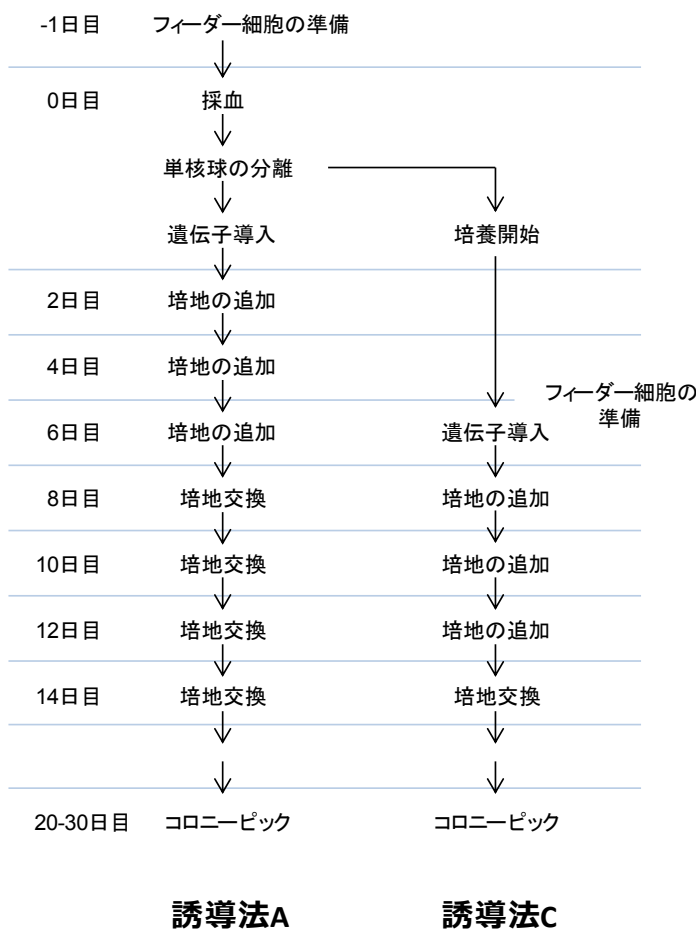 -1日目 フィーダー細胞の準備
0日目 採血
単核球の分離
遺伝子導入 培養開始
2日目 培地の追加
4日目 培地の追加
フィーダー細胞の
準備
6日目 培地の追加 遺伝子導入
8日目 培地交換 培地の追加
10日目 培地交換 培地の追加
12日目 培地交換 培地の追加
14日目 培地交換 培地交換
20-30日目 コロニーピック コロニーピック
誘導法A 誘導法C